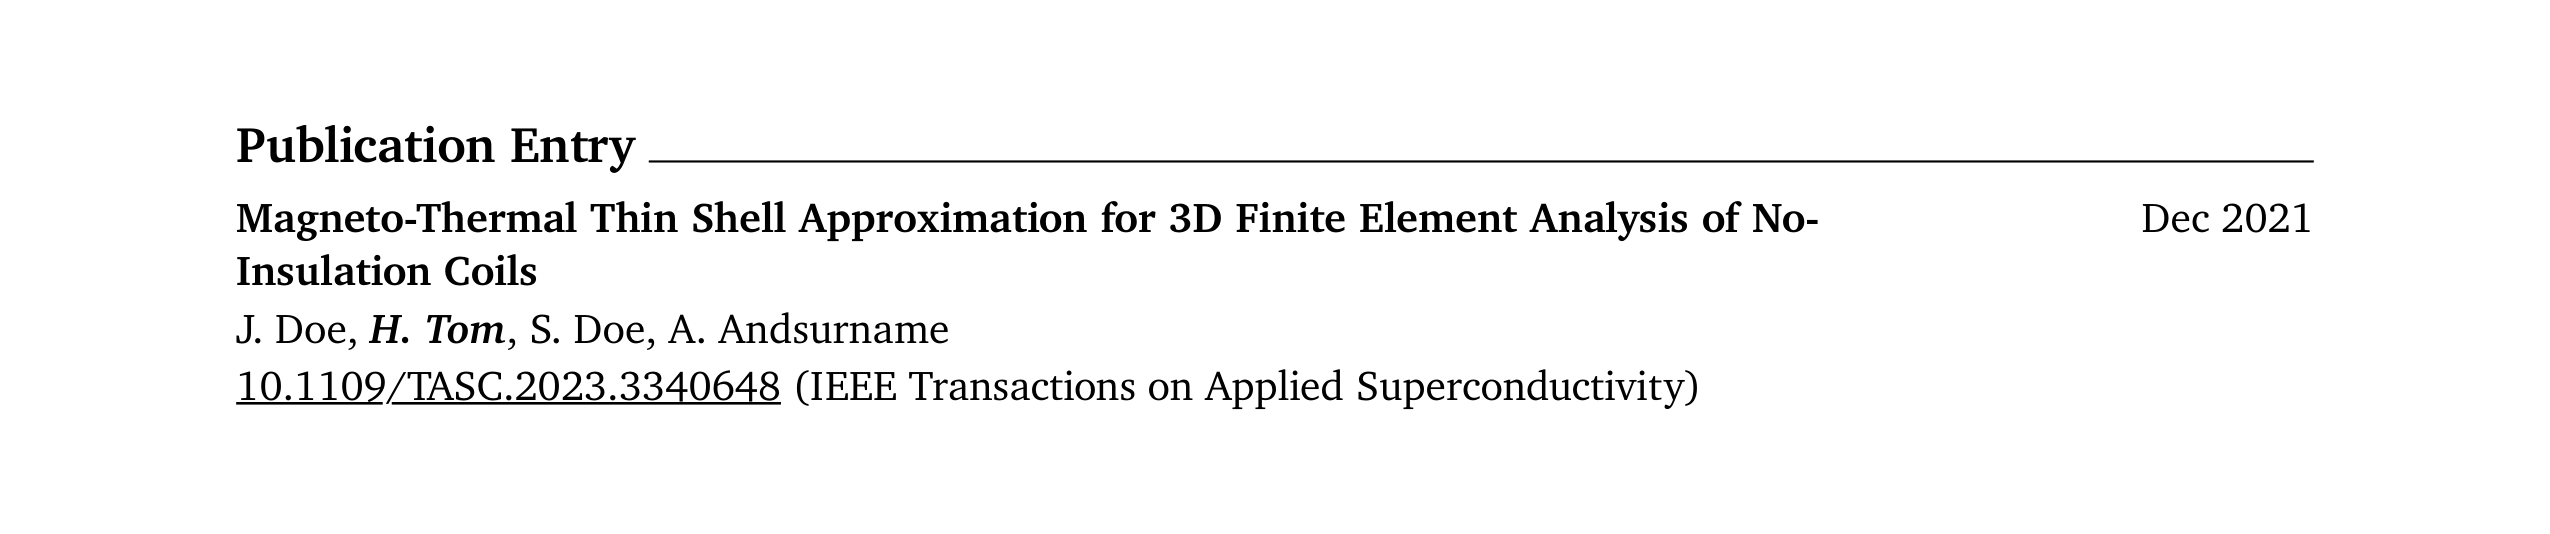 Publication Entry
Magneto-Thermal Thin Shell Approximation for 3D Finite Element Analysis of No-
Insulation Coils
Dec 2021
J. Doe, H. Tom, S. Doe, A. Andsurname
10.1109/TASC.2023.3340648 (IEEE Transactions on Applied Superconductivity)